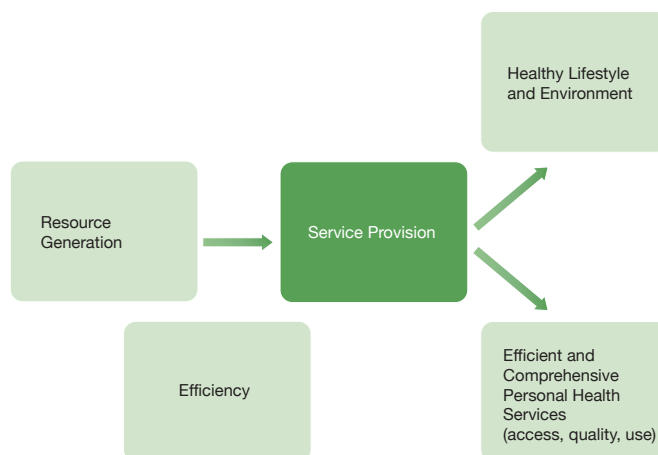 Healthy Lifestyle
and Environment
Resource
Generation
Service Provision
Efficiency
Efficient and
Comprehensive
Personal Health
Services
(access, quality, use)